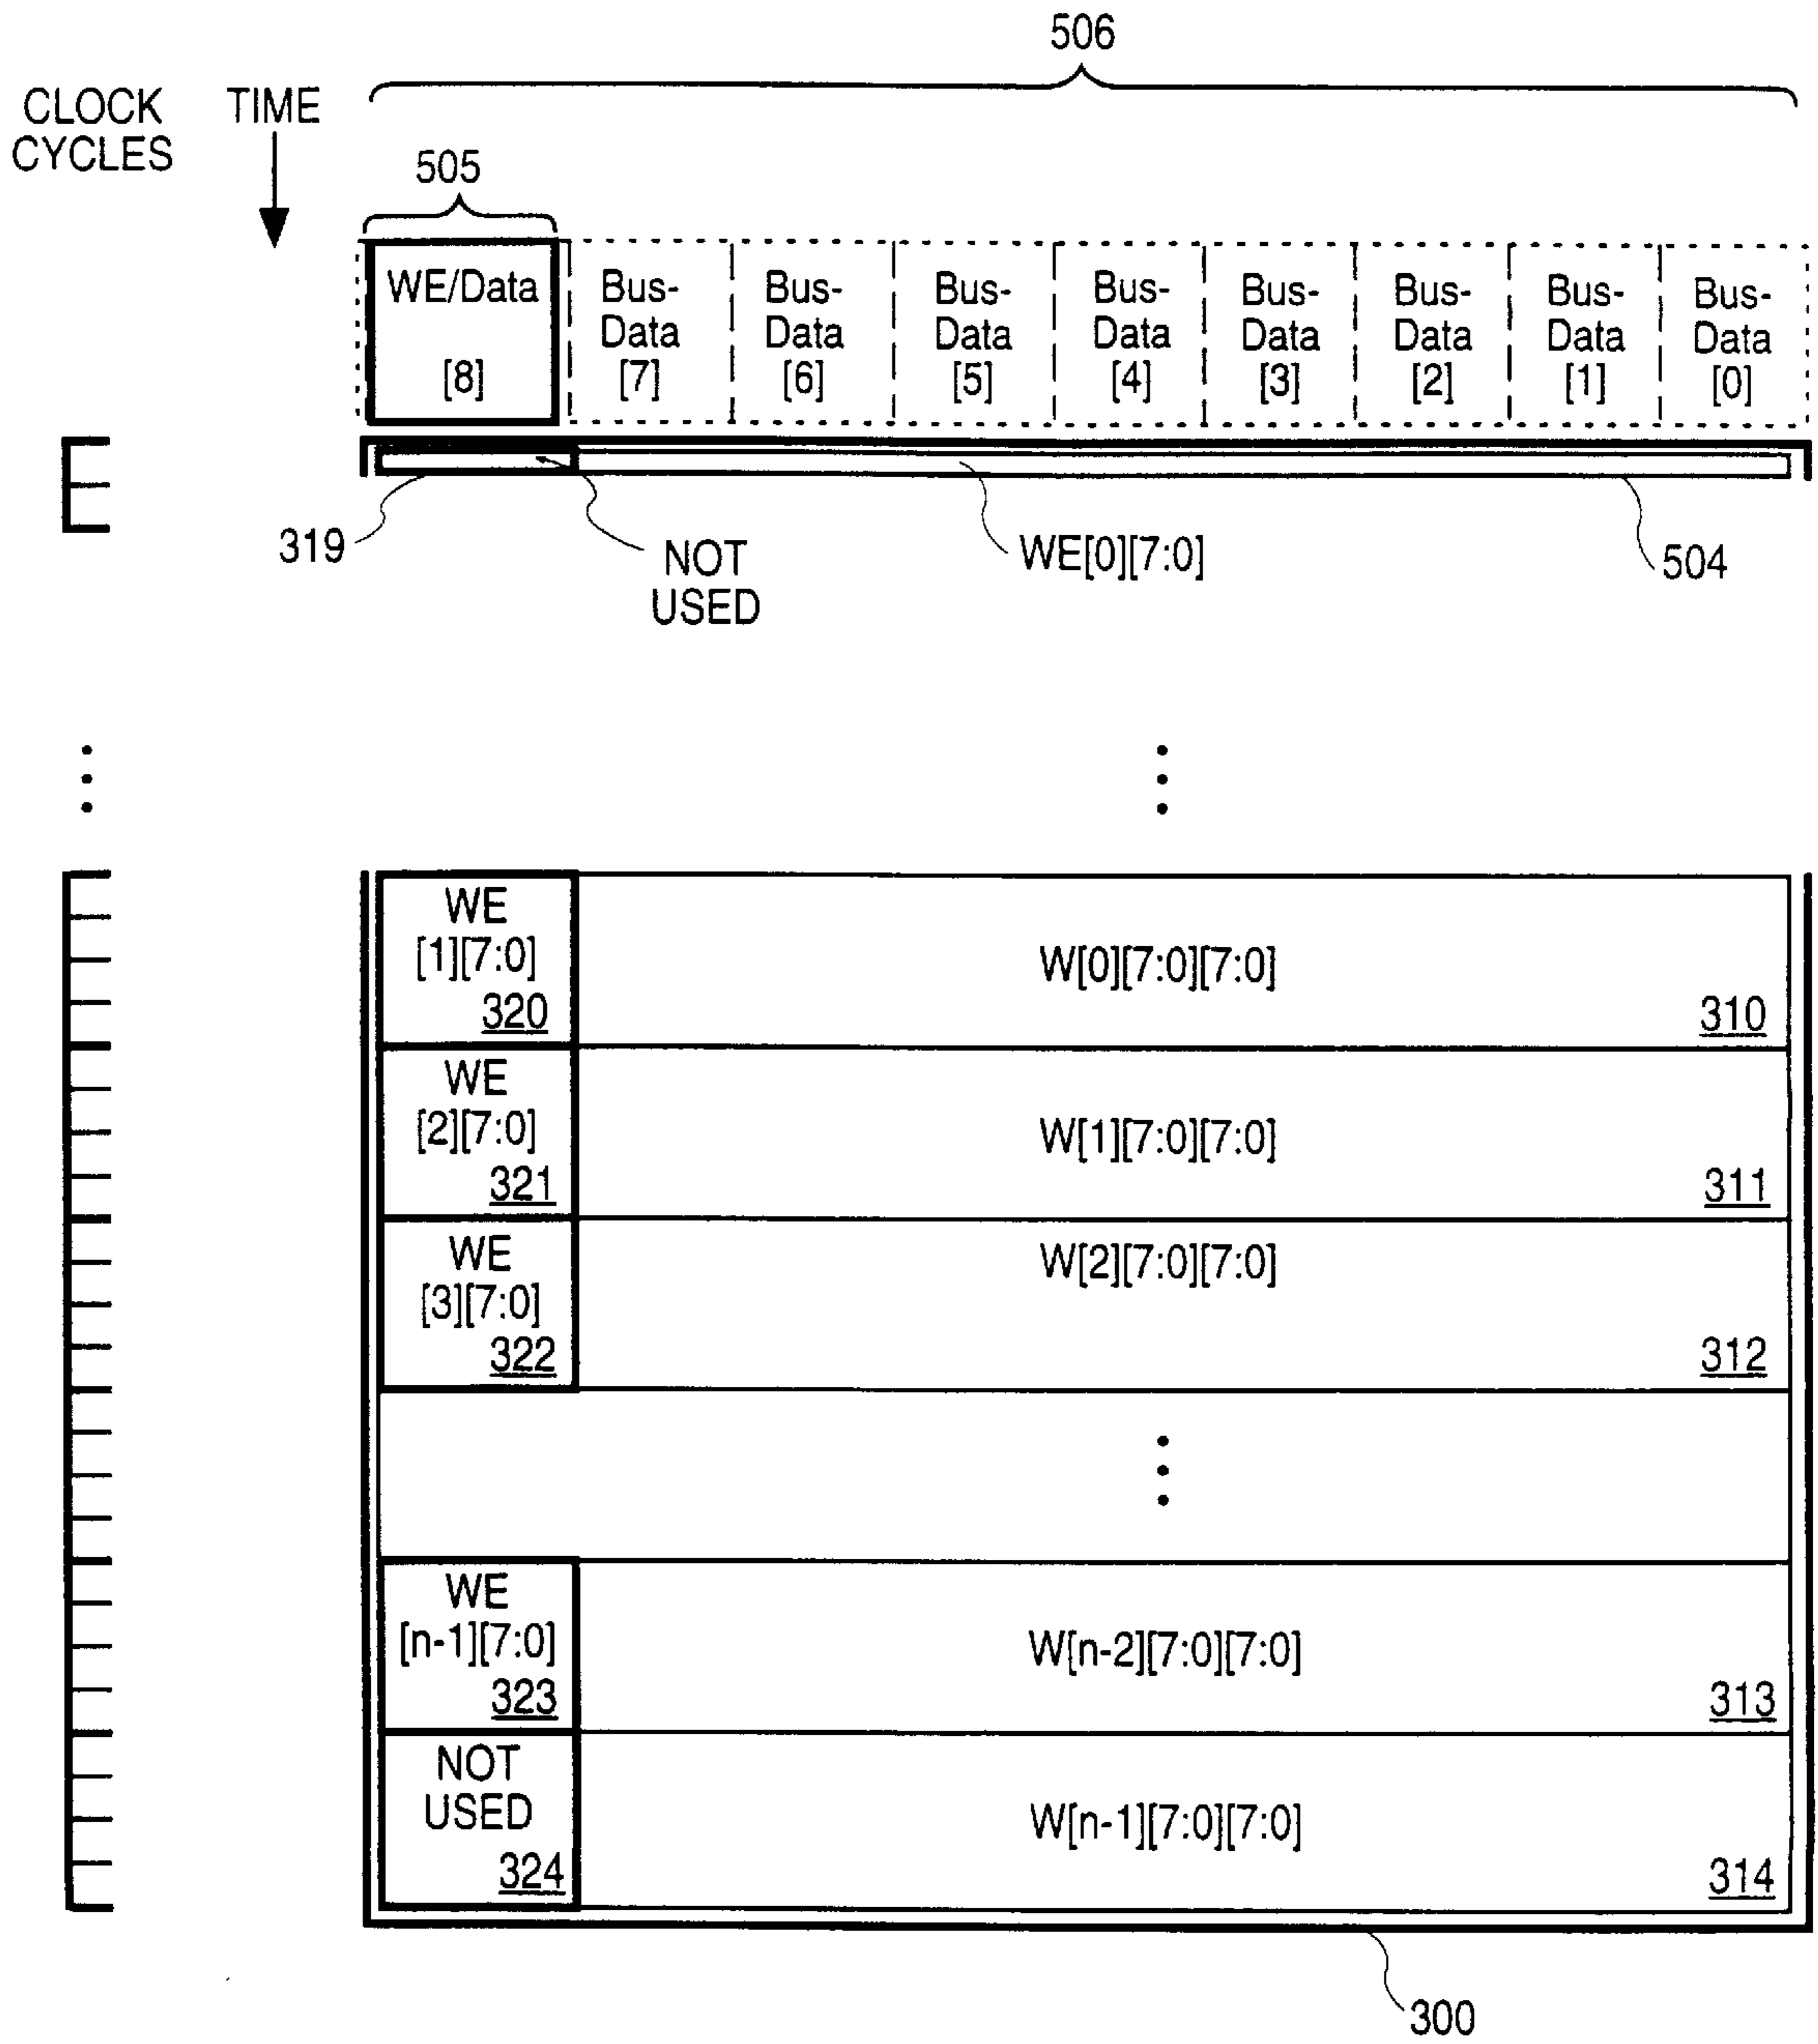 506
CLOCK
CYCLES
TIME
505
WE/Data
[8]
Bus-
Data
[7]
Bus-
Data
[6]
Bus-
Data
[5]
Bus-
Data
[4]
Bus-
Data
[3]
Bus-
Data
[2]
Bus-
Data
[1]
Bus-
Data
[0]
319
NOT
USED
WE[0][7:0]
504
WE
[1][7:0]
320
W[0][7:0][7:0]
310
WE
[2][7:0]
321
W[1][7:0][7:0]
311
WE
[3][7:0]
322
W[2][7:0][7:0]
312
WE
[n-1][7:0]
323
W[n-2][7:0][7:0]
313
NOT
USED
324
W[n-1][7:0][7:0]
314
300